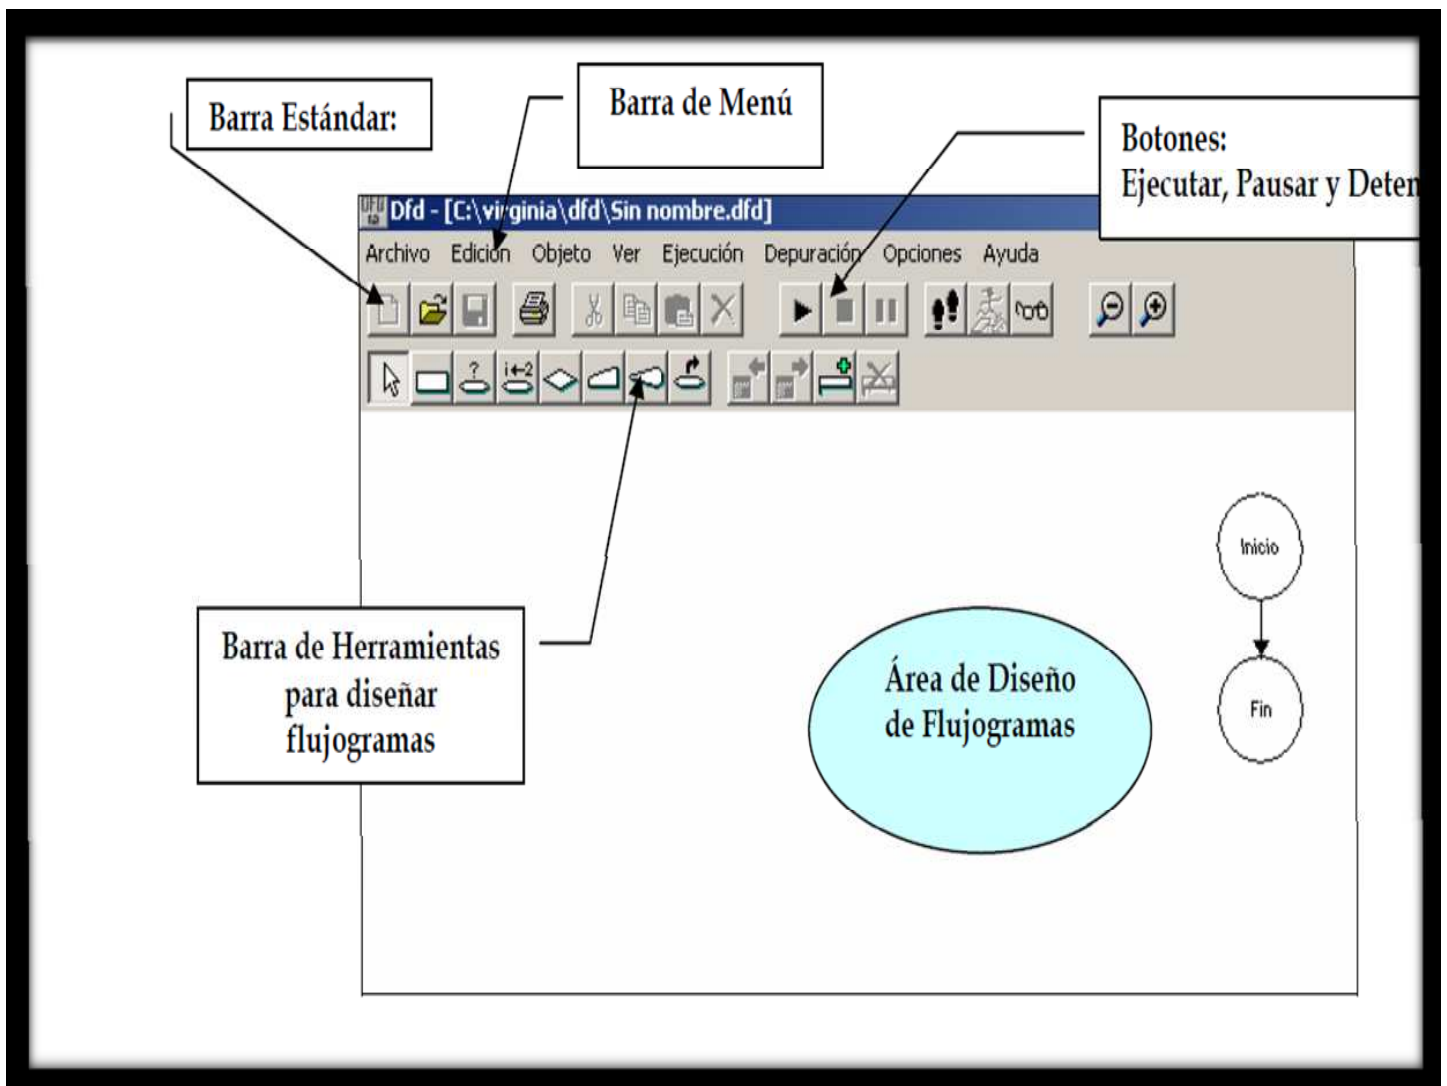 Barra Estándar:
Barra de Menú
Botones:
Ejecutar, Pausar y Deten
Dfd - [C:\virginia\dfd\Sin nombre.dfd]
Archivo Edición Objeto Ver Ejecución Depuración Opciones Ayuda
? i←2
Inicio
Barra de Herramientas
para diseñar
flujogramas
Área de Diseño
de Flujogramas
Fin